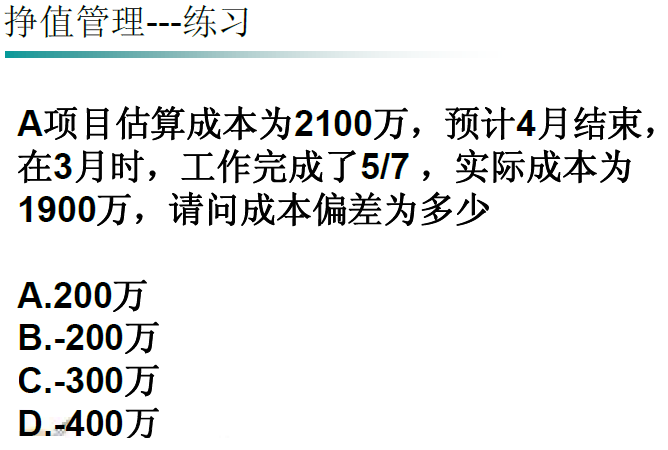 挣值管理---练习
A项目估算成本为2100万，预计4月结束，
在3月时，工作完成了5/7 ，实际成本为
1900万，请问成本偏差为多少
A.200万
B.-200万
C.-300万
D.-400万